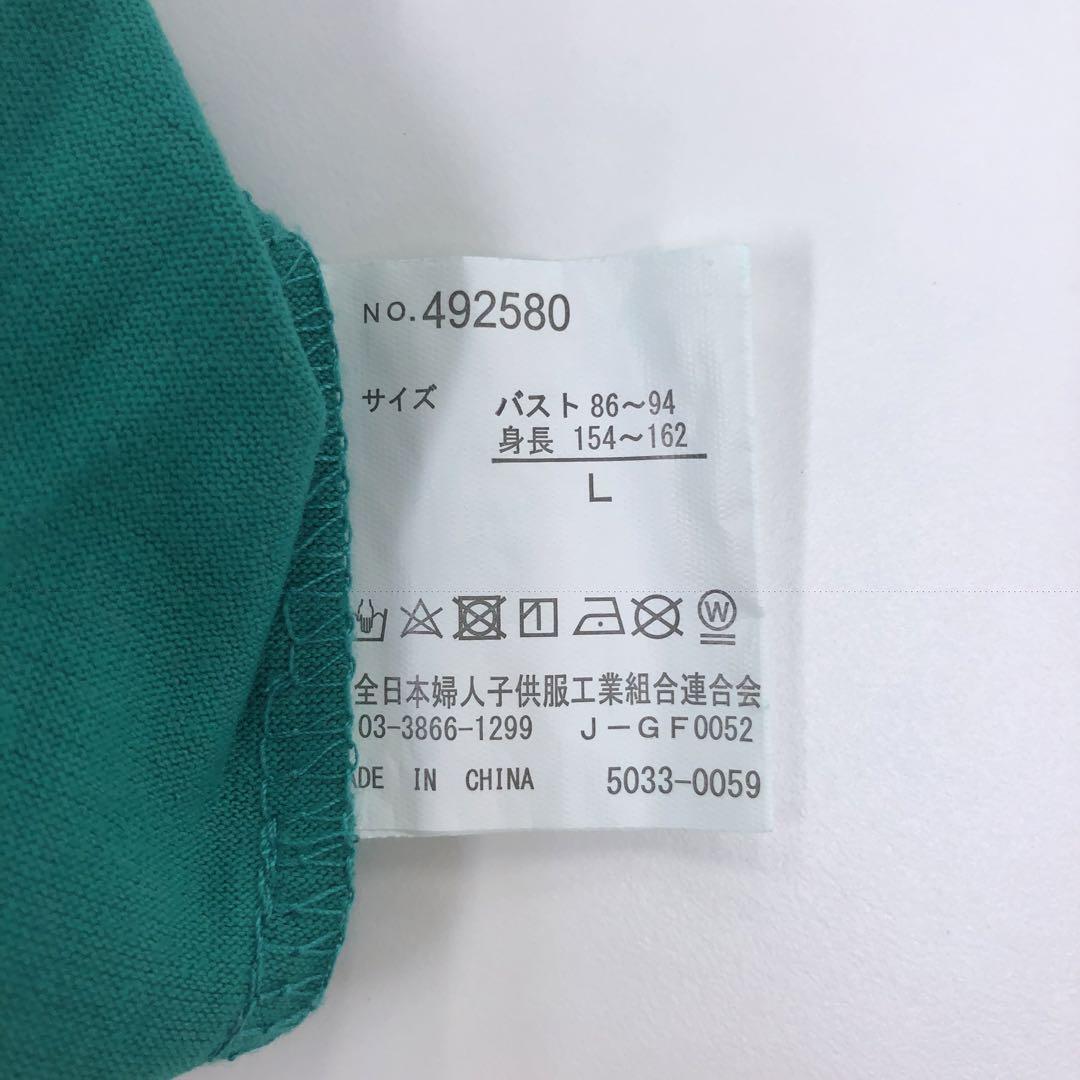 NO.492580
サイズ バスト 86～94
身長 154～162
L
W
全日本婦人子供服工業組合連合会
03-3866-1299 J－GF0052
ADE IN CHINA 5033-0059